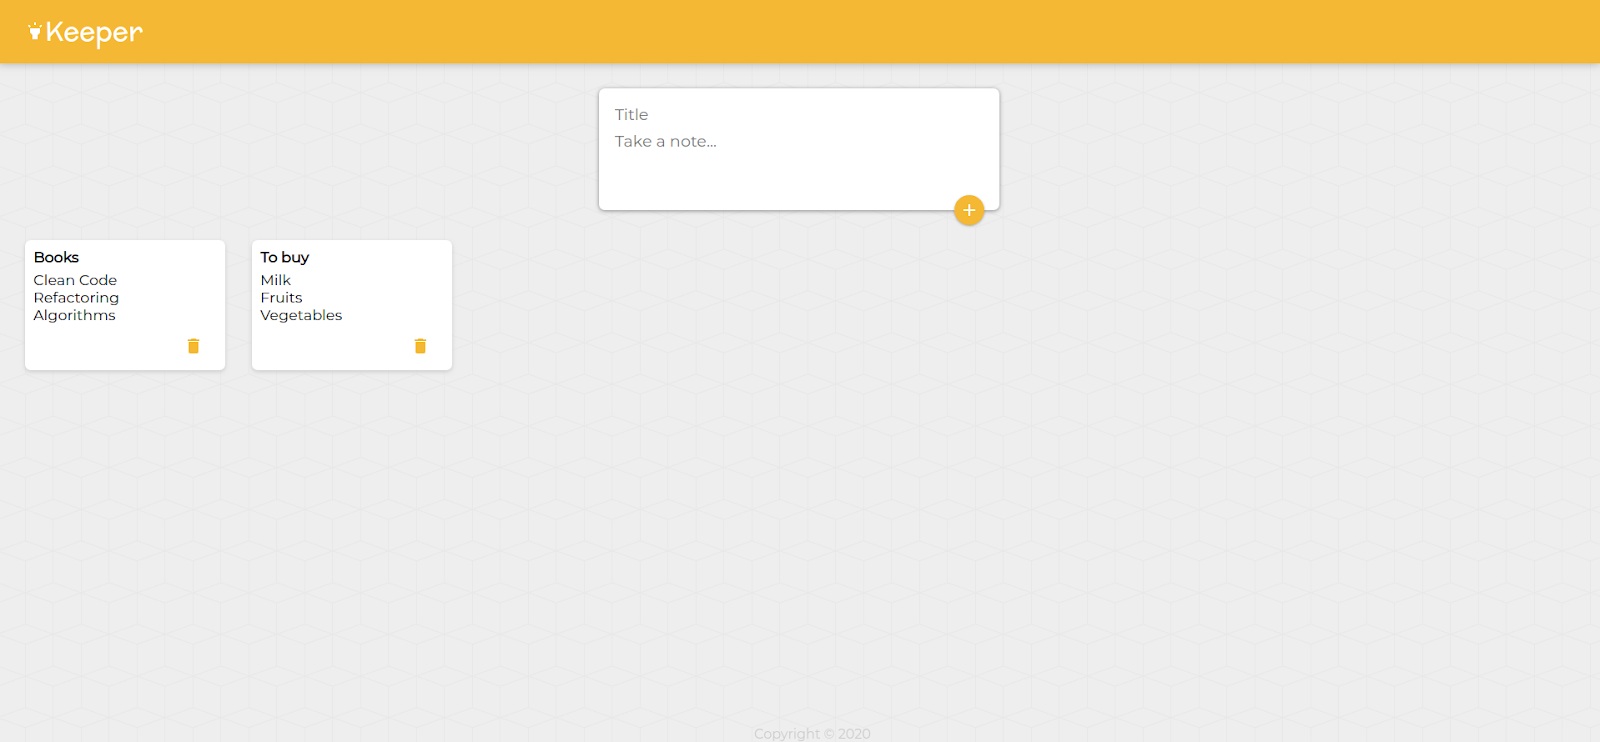 Keeper
Title
Take a note...
Books
Clean Code
Refactoring
Algorithms
To buy
Milk
Fruits
Vegetables
Copyright © 2020